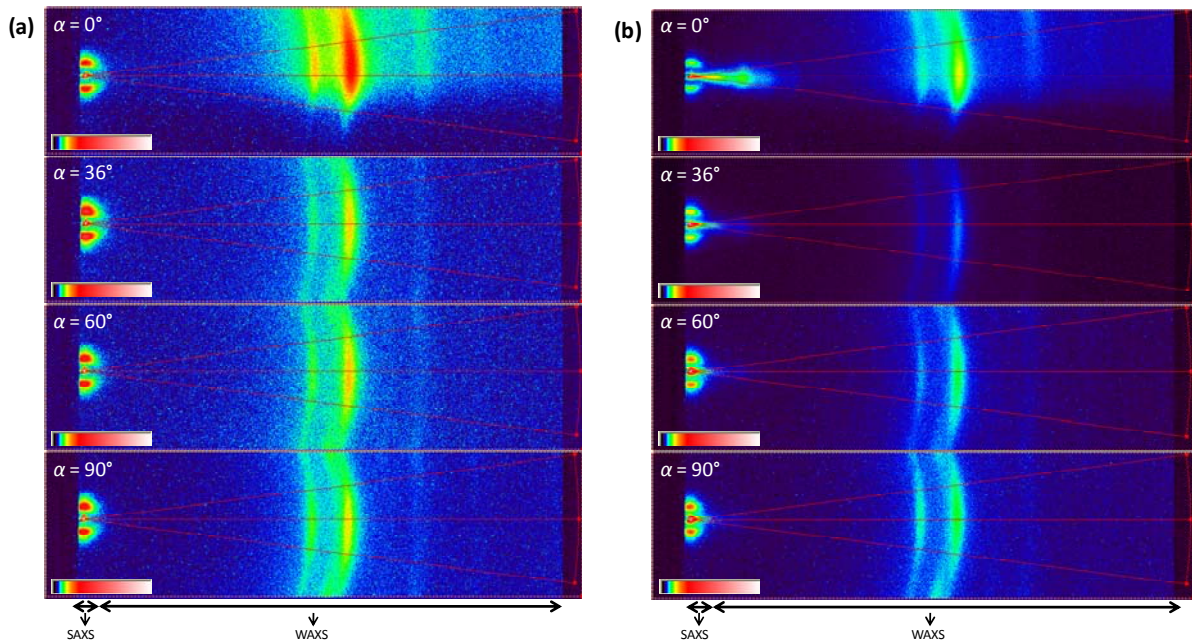 (a)
α = 0°
α = 36°
α = 60°
α = 90°
SAXS
WAXS
(b)
α = 0°
α = 36°
α = 60°
α = 90°
SAXS
WAXS